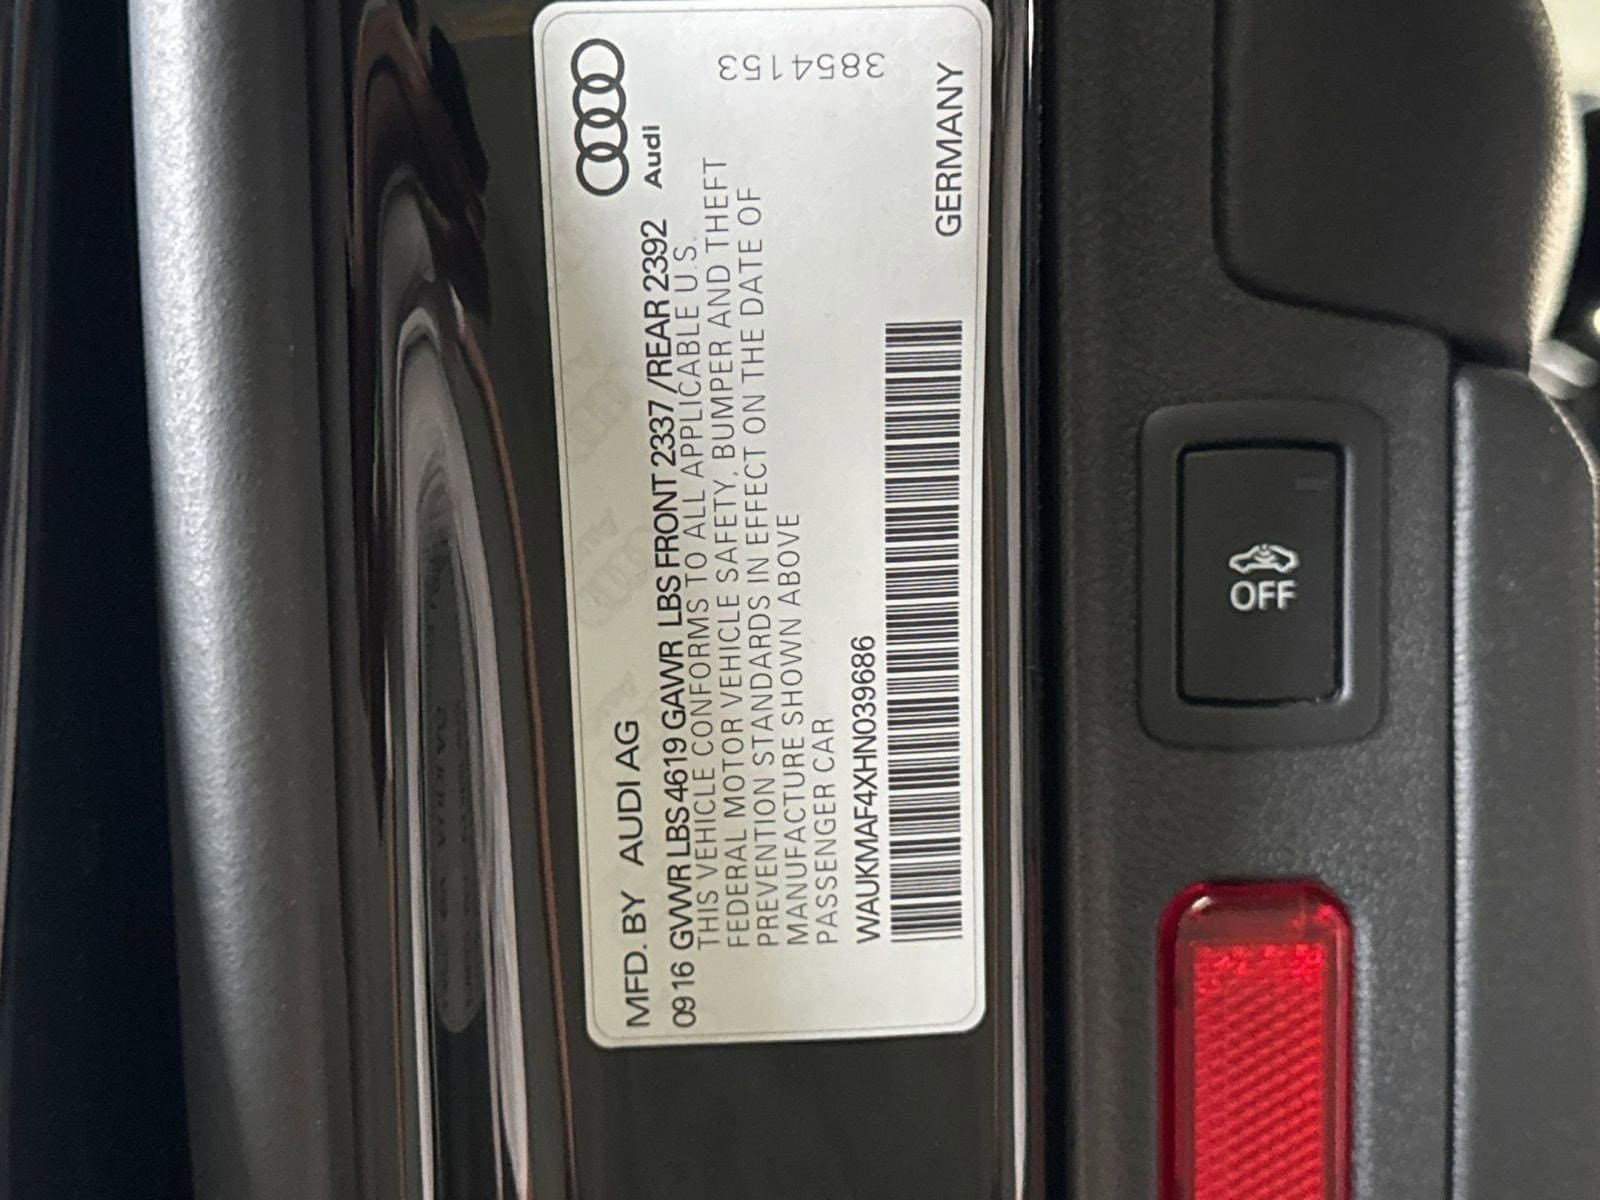 MFD. BY AUDI AG
Audi
09 16 GVWR LBS 4619 GAWR LBS FRONT 2337/REAR 2392
THIS VEHICLE CONFORMS TO ALL APPLICABLE U.S.
FEDERAL MOTOR VEHICLE SAFETY, BUMPER AND THEFT
PREVENTION STANDARDS IN EFFECT ON THE DATE OF
MANUFACTURE SHOWN ABOVE
PASSENGER CAR
WAUKMAF4XHN039686
GERMANY
3854153
OFF